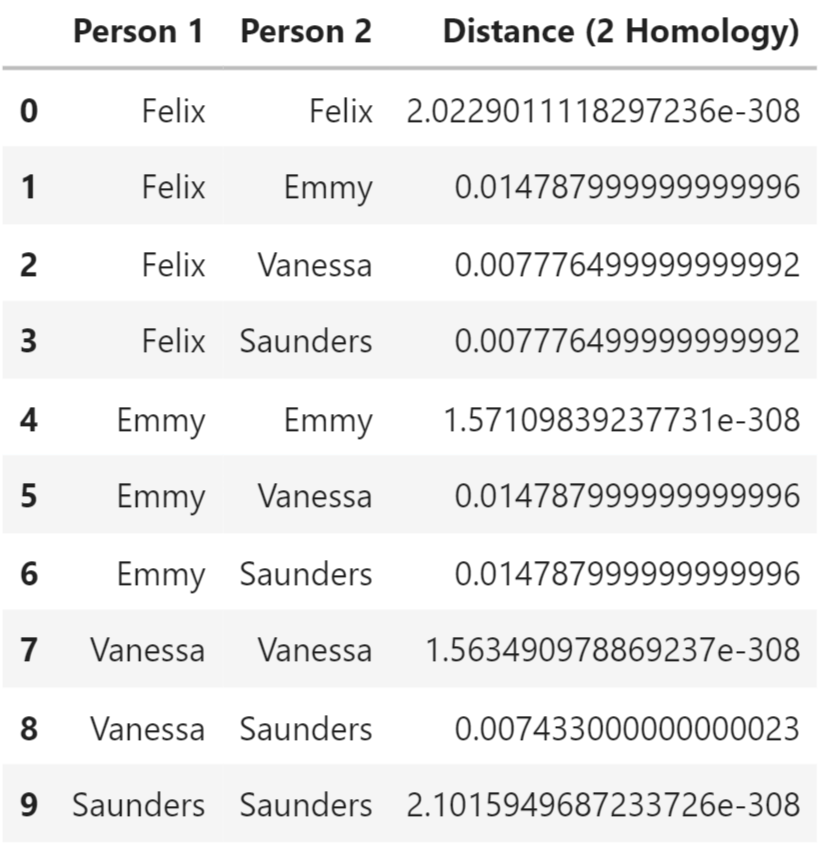 Person 1 Person 2 Distance (2 Homology)
0 Felix Felix 2.0229011118297236e-308
1 Felix Emmy 0.014787999999999996
2 Felix Vanessa 0.007776499999999992
3 Felix Saunders 0.007776499999999992
4 Emmy Emmy 1.57109839237731e-308
5 Emmy Vanessa 0.014787999999999996
6 Emmy Saunders 0.014787999999999996
7 Vanessa Vanessa 1.563490978869237e-308
8 Vanessa Saunders 0.007433000000000023
9 Saunders Saunders 2.1015949687233726e-308